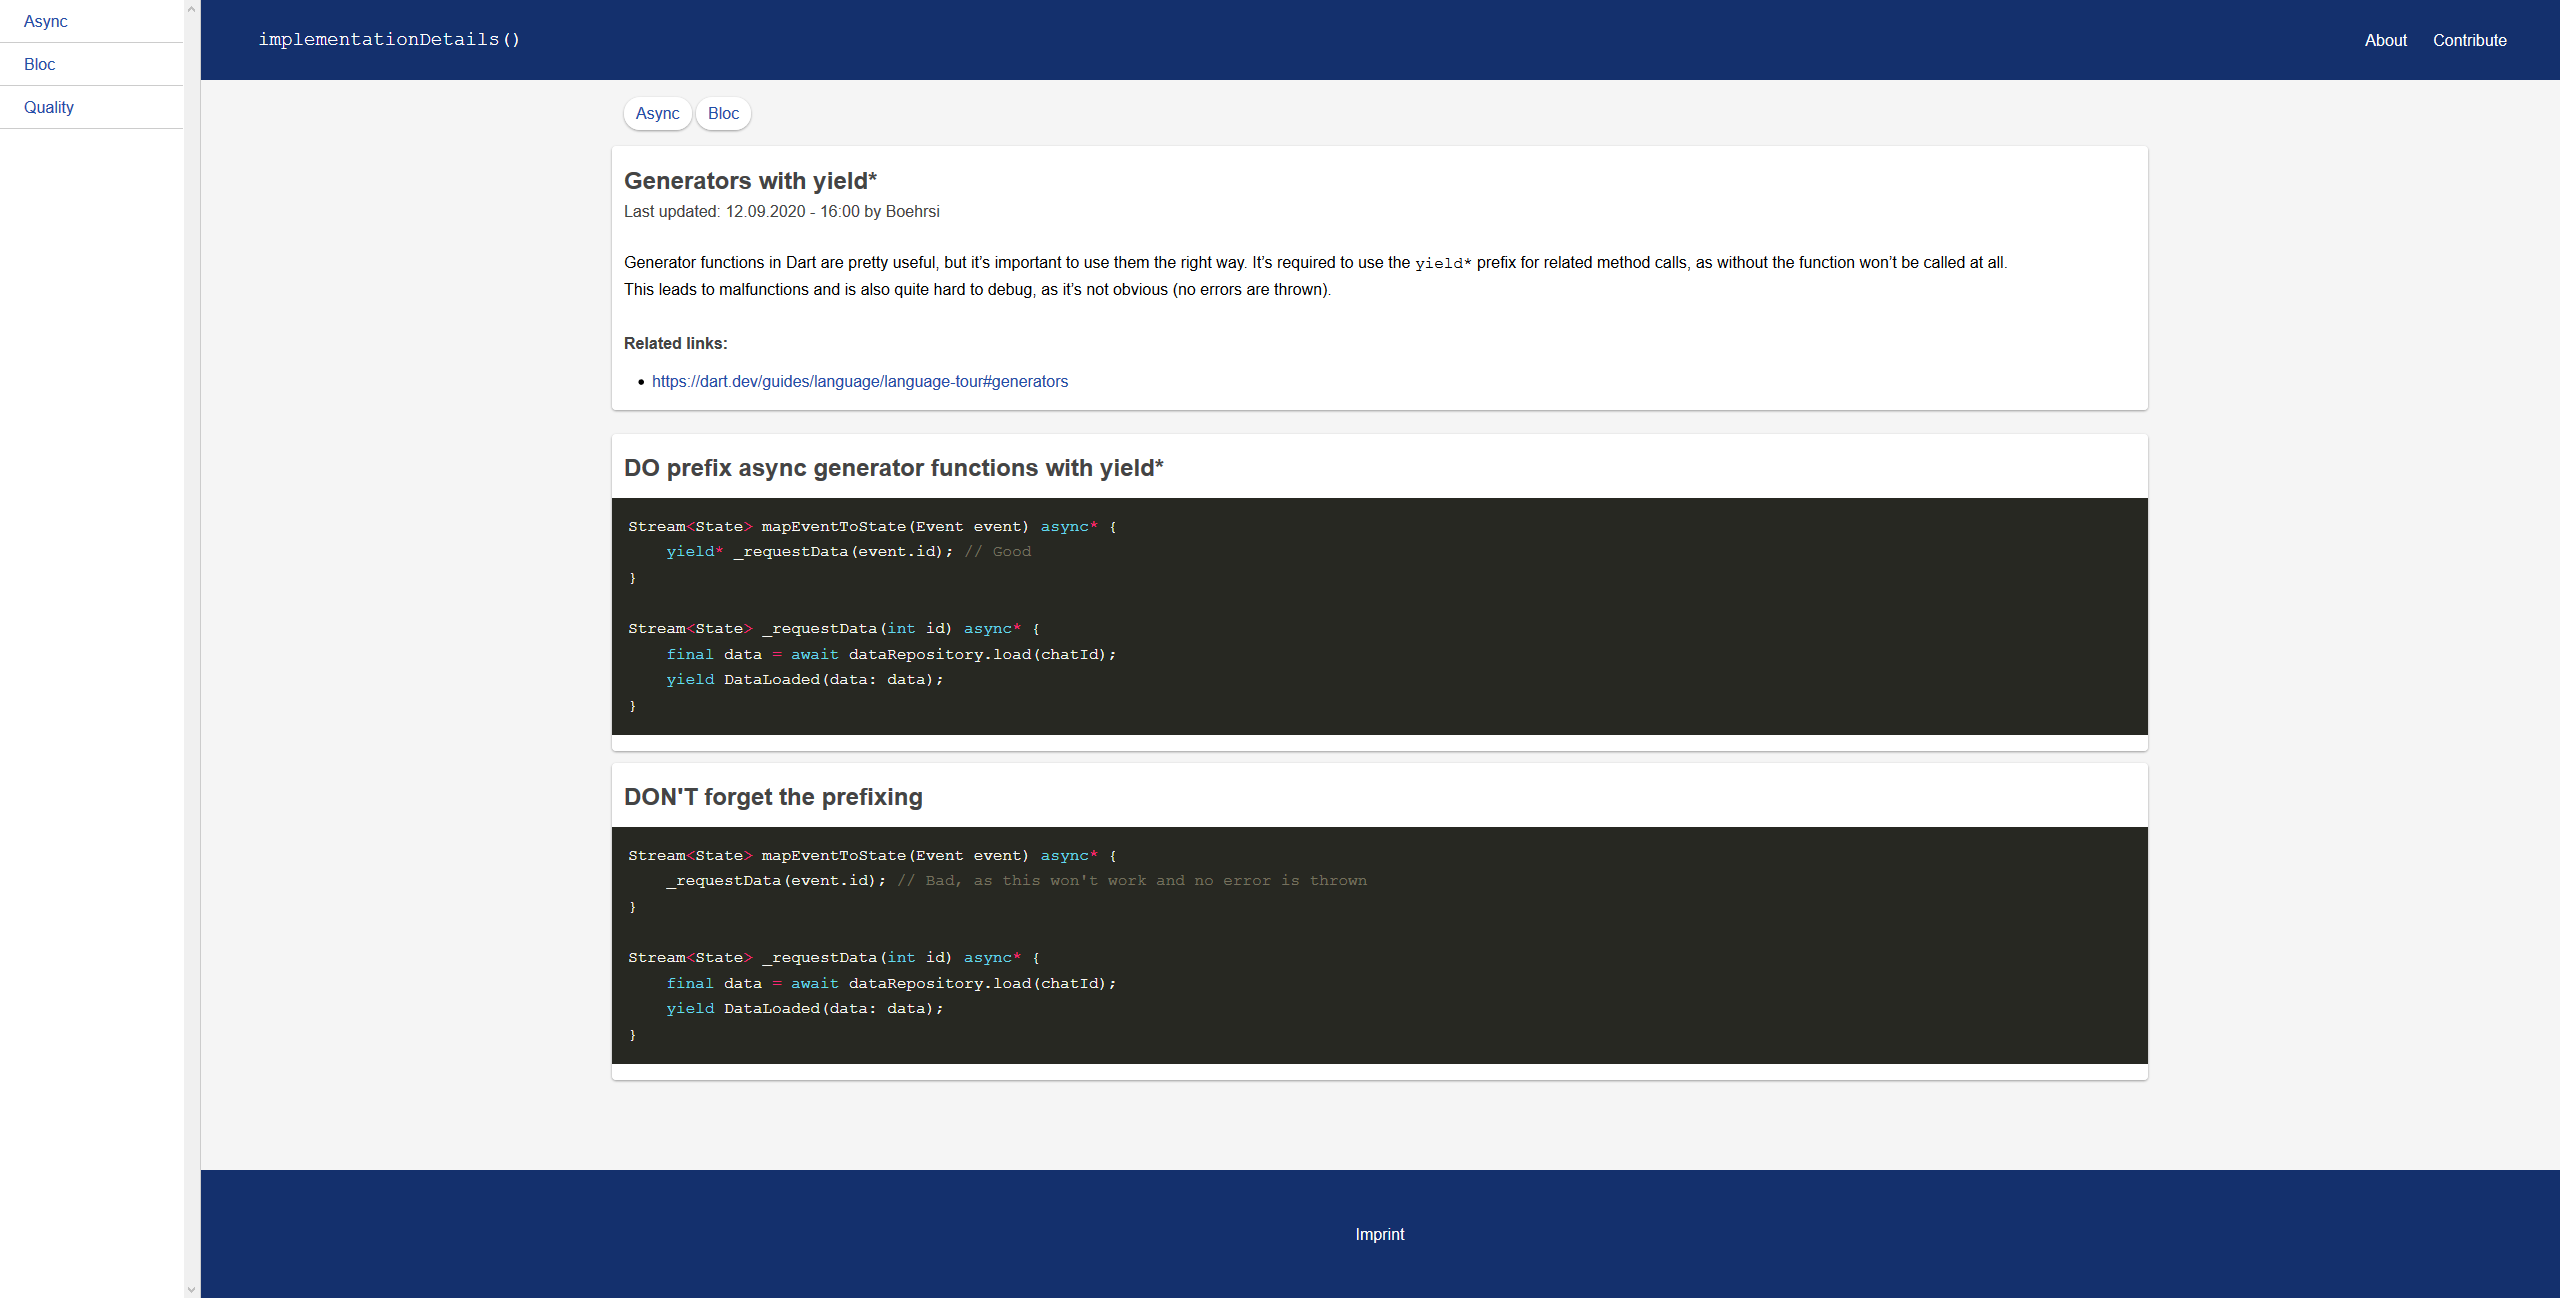 Async
Bloc
Quality
implementationDetails()
About
Contribute
Async
Bloc
Generators with yield*
Last updated: 12.09.2020 - 16:00 by Boehrsi
Generator functions in Dart are pretty useful, but it’s important to use them the right way. It’s required to use the yield* prefix for related method calls, as without the function won’t be called at all.
This leads to malfunctions and is also quite hard to debug, as it’s not obvious (no errors are thrown).
Related links:
• https://dart.dev/guides/language/language-tour#generators
DO prefix async generator functions with yield*
Stream<State> mapEventToState(Event event) async* {
    yield* _requestData(event.id); // Good
}
Stream<State> _requestData(int id) async* {
    final data = await dataRepository.load(chatId);
    yield DataLoaded(data: data);
}
DON'T forget the prefixing
Stream<State> mapEventToState(Event event) async* {
    _requestData(event.id); // Bad, as this won't work and no error is thrown
}
Stream<State> _requestData(int id) async* {
    final data = await dataRepository.load(chatId);
    yield DataLoaded(data: data);
}
Imprint